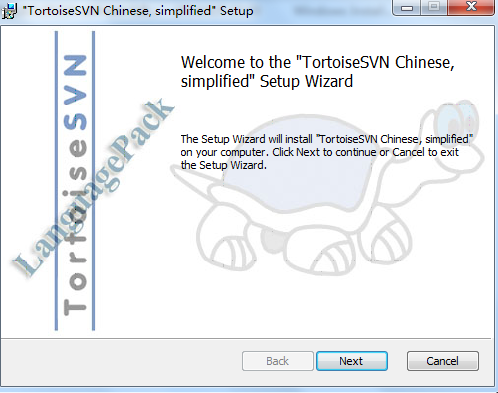 "TortoiseSVN Chinese, simplified" Setup
Welcome to the "TortoiseSVN Chinese,
simplified" Setup Wizard
The Setup Wizard will install "TortoiseSVN Chinese, simplified"
on your computer. Click Next to continue or Cancel to exit
the Setup Wizard.
TortoiseSVN
LanguagePack
Back
Next
Cancel